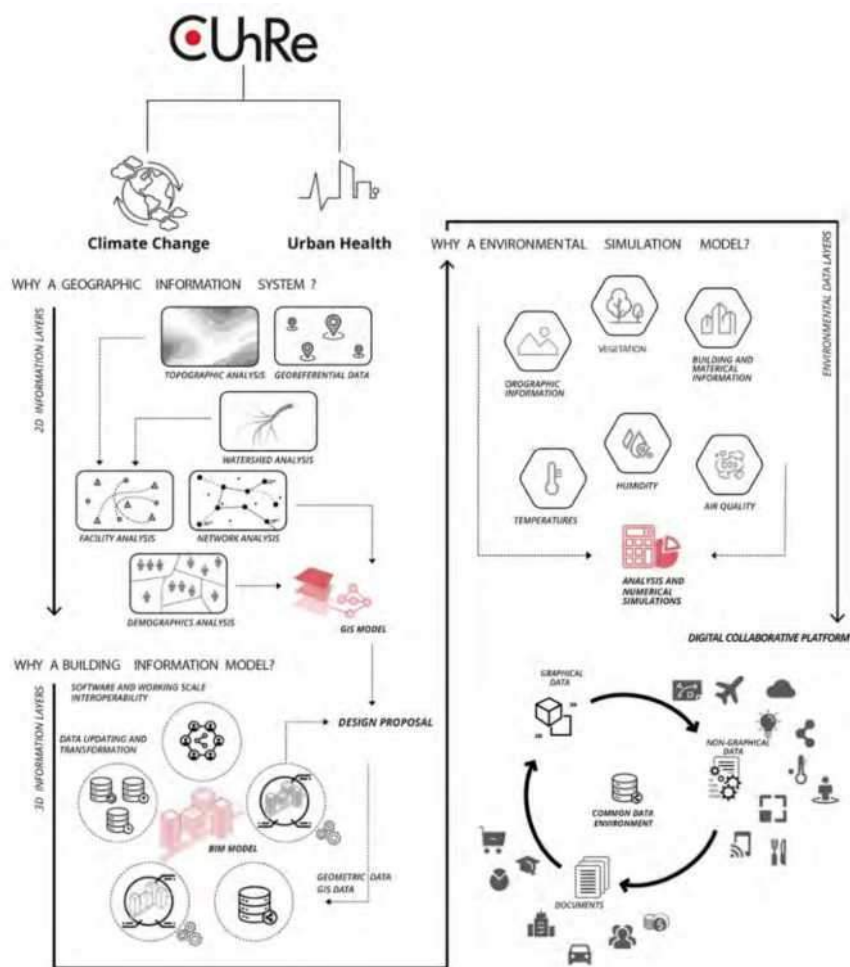 CUhRe
Climate Change
Urban Health
WHY A GEOGRAPHIC INFORMATION SYSTEM ?
2D INFORMATION LAYERS
TOPOGRAPHIC ANALYSIS
GEOREFERENTIAL DATA
WATERSHED ANALYSIS
FACILITY ANALYSIS
NETWORK ANALYSIS
DEMOGRAPHICS ANALYSIS
GIS MODEL
WHY A BUILDING INFORMATION MODEL?
3D INFORMATION LAYERS
SOFTWARE AND WORKING SCALE
INTEROPERABILITY
DATA UPDATING AND
TRANSFORMATION
DESIGN PROPOSAL
BIM MODEL
GEOMETRIC DATA
GIS DATA
WHY A ENVIRONMENTAL SIMULATION MODEL?
ENVIRONMENTAL DATA LAYERS
OROGRAPHIC
INFORMATION
VEGETATION
BUILDING AND
MATERICAL
INFORMATION
TEMPERATURES
HUMIDITY
AIR QUALITY
ANALYSIS AND
NUMERICAL
SIMULATIONS
DIGITAL COLLABORATIVE PLATFORM
GRAPHICAL
DATA
NON-GRAPHICAL
DATA
COMMON DATA
ENVIRONMENT
DOCUMENTS